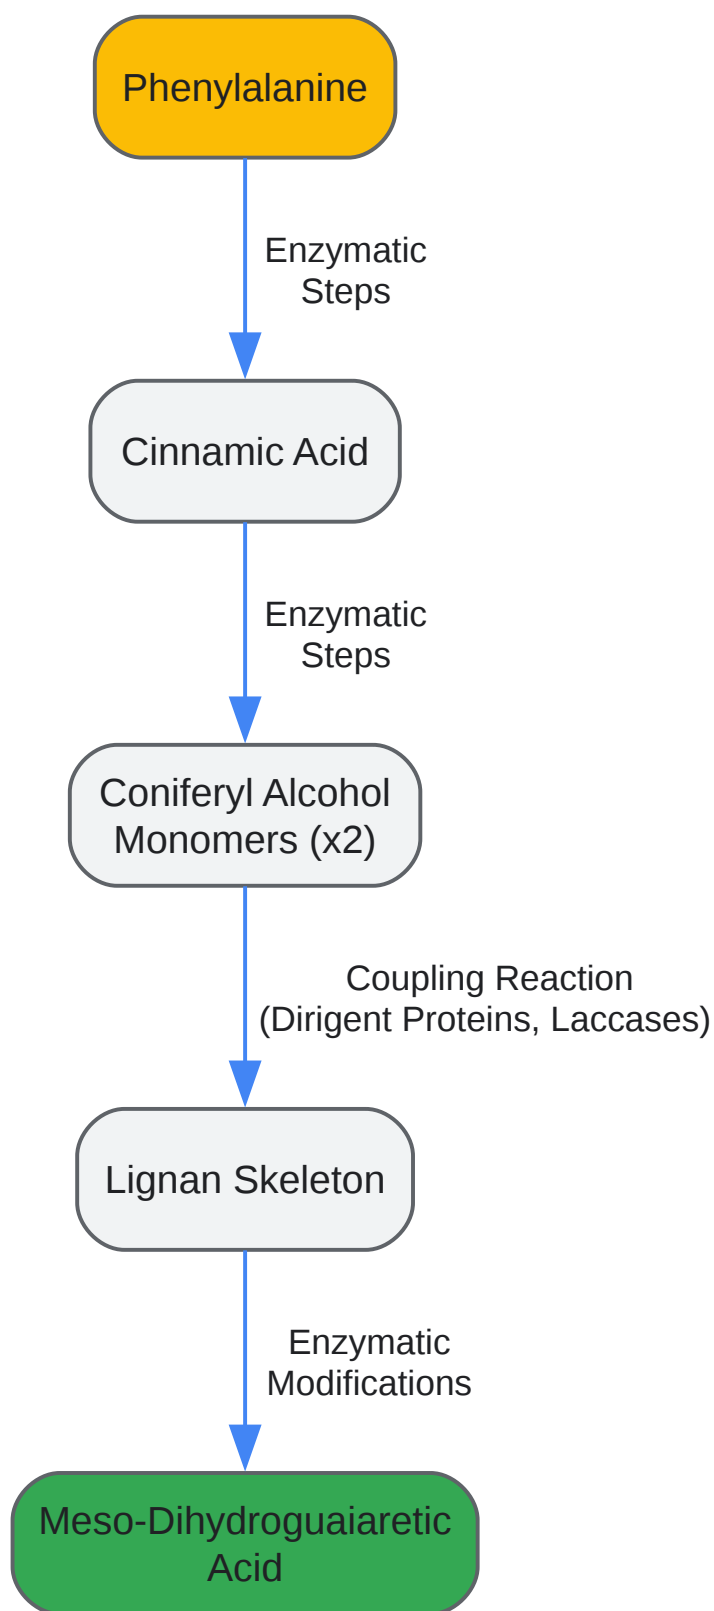 Phenylalanine
Enzymatic
Steps
Cinnamic Acid
Enzymatic
Steps
Coniferyl Alcohol
Monomers (x2)
Coupling Reaction
(Dirigent Proteins, Laccases)
Lignan Skeleton
Enzymatic
Modifications
Meso-Dihydroguaiaretic
Acid